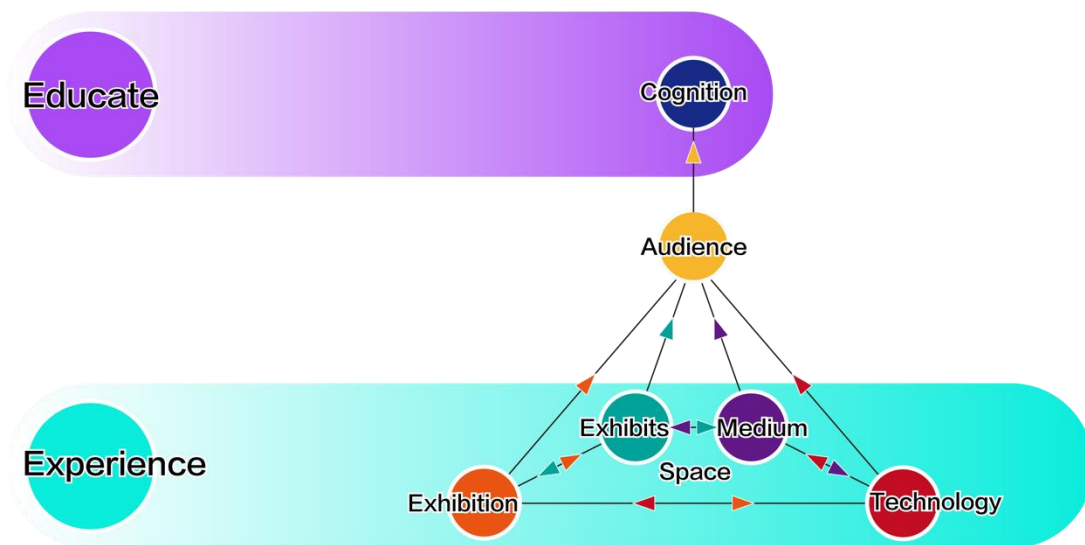 Educate
Cognition
Audience
Experience
Exhibits
Medium
Space
Exhibition
Technology